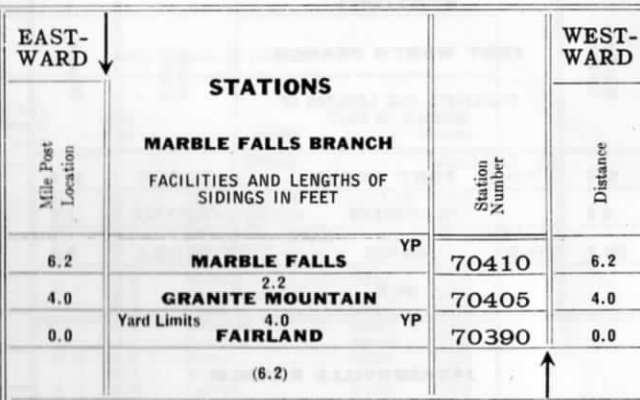 EAST-
WARD
WEST-
WARD
STATIONS
MARBLE FALLS BRANCH
FACILITIES AND LENGTHS OF
SIDINGS IN FEET
Mile Post
Location
Station
Number
Distance
YP
6.2 MARBLE FALLS 70410 6.2
2.2
4.0 GRANITE MOUNTAIN 70405 4.0
Yard Limits 4.0 YP
0.0 FAIRLAND 70390 0.0
(6.2)